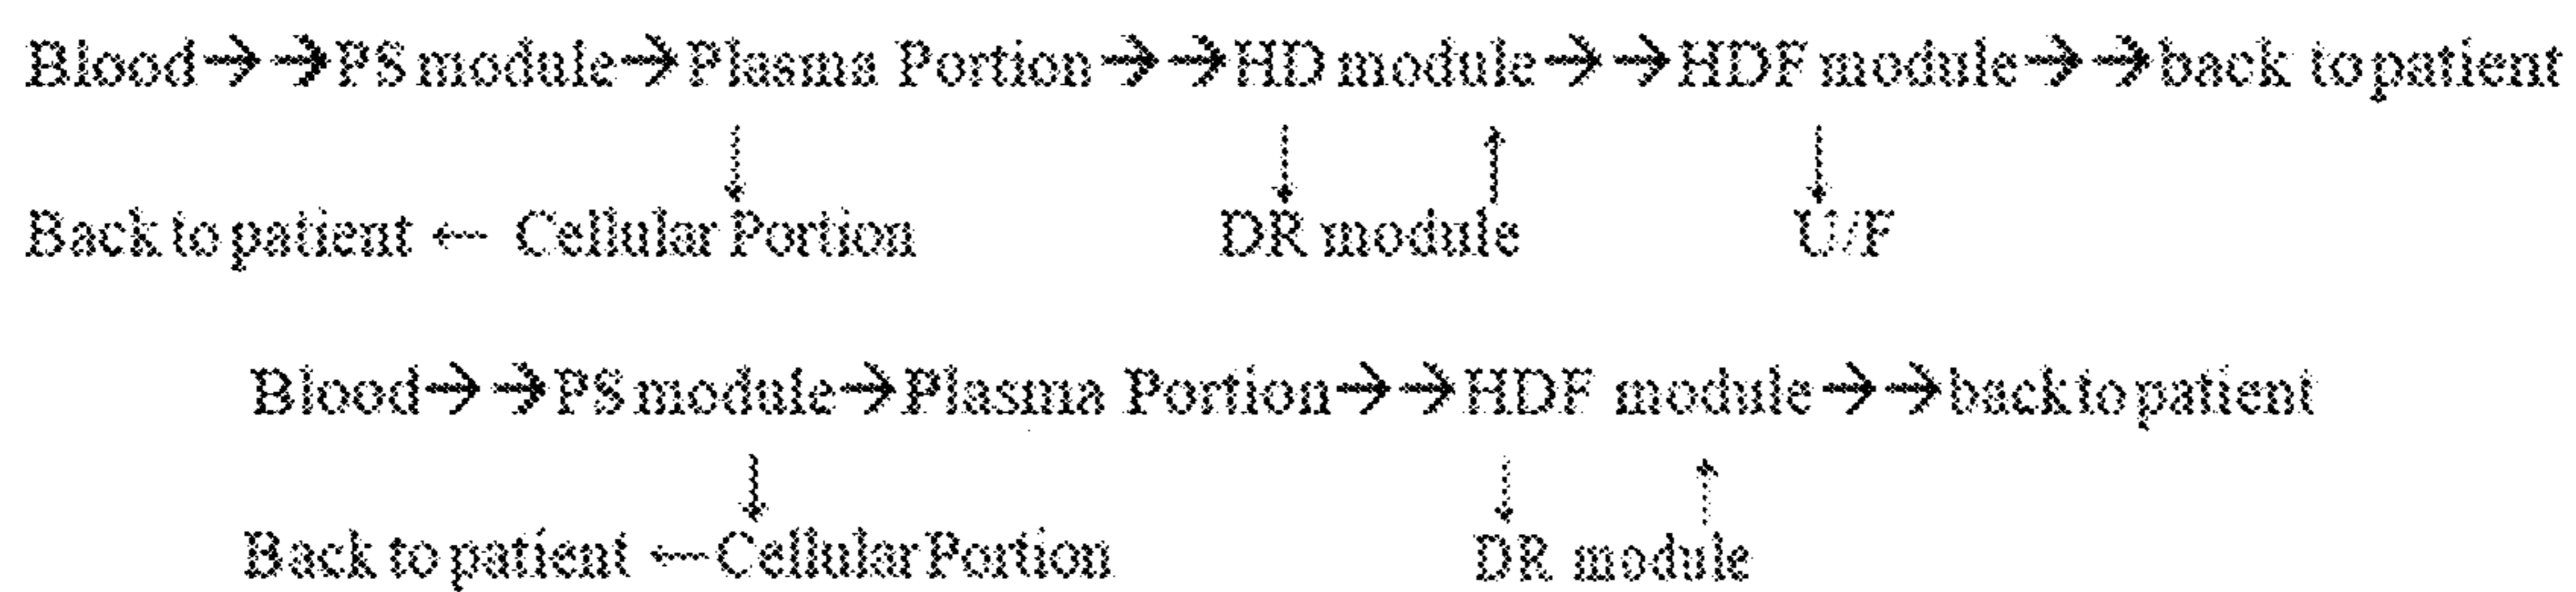 Blood→→PS module→Plasma Portion→→HD module→→HDF module→→back to patient
Back to patient ← Cellular Portion DR module U/F
Blood→→PS module→Plasma Portion→→HDF module→→back to patient
Back to patient ←Cellular Portion DR module